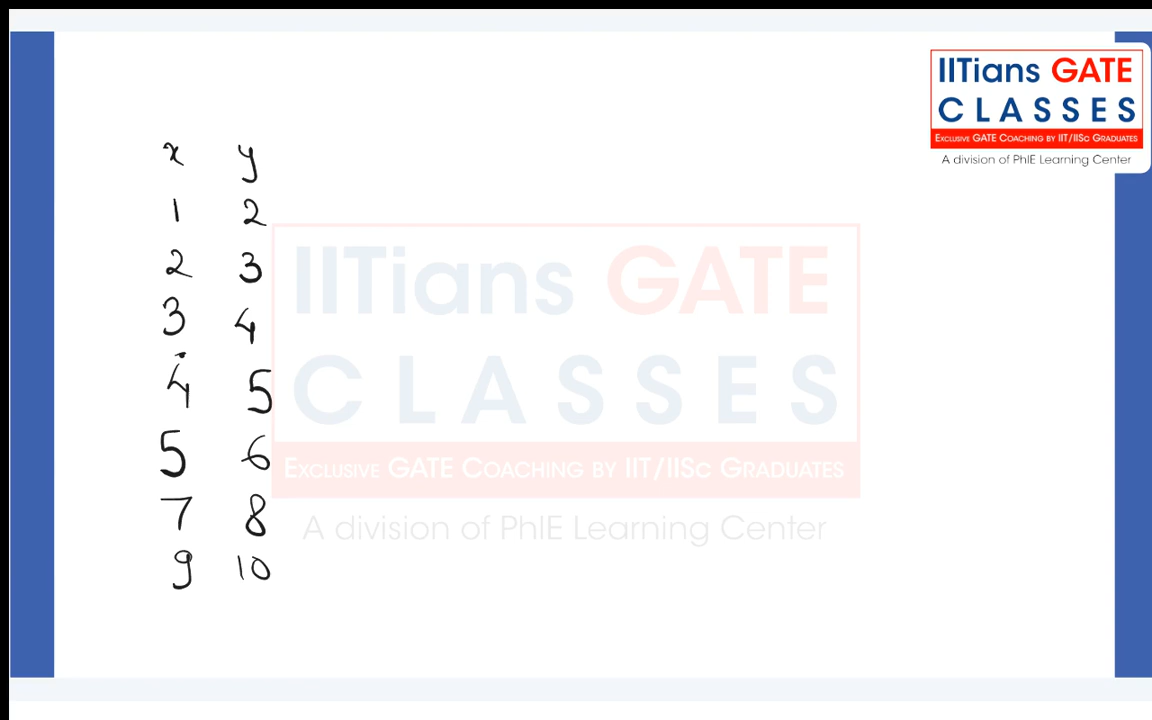 IITians GATE
CLASSES
EXCLUSIVE GATE COACHING BY IIT/IISC GRADUATES
A division of PhIE Learning Center
x y
1 2
2 3
3 4
4 5
5 6
7 8
9 10
IITians GATE
CLASSES
EXCLUSIVE GATE COACHING BY IIT/IISc GRADUATES
A division of PhIE Learning Center